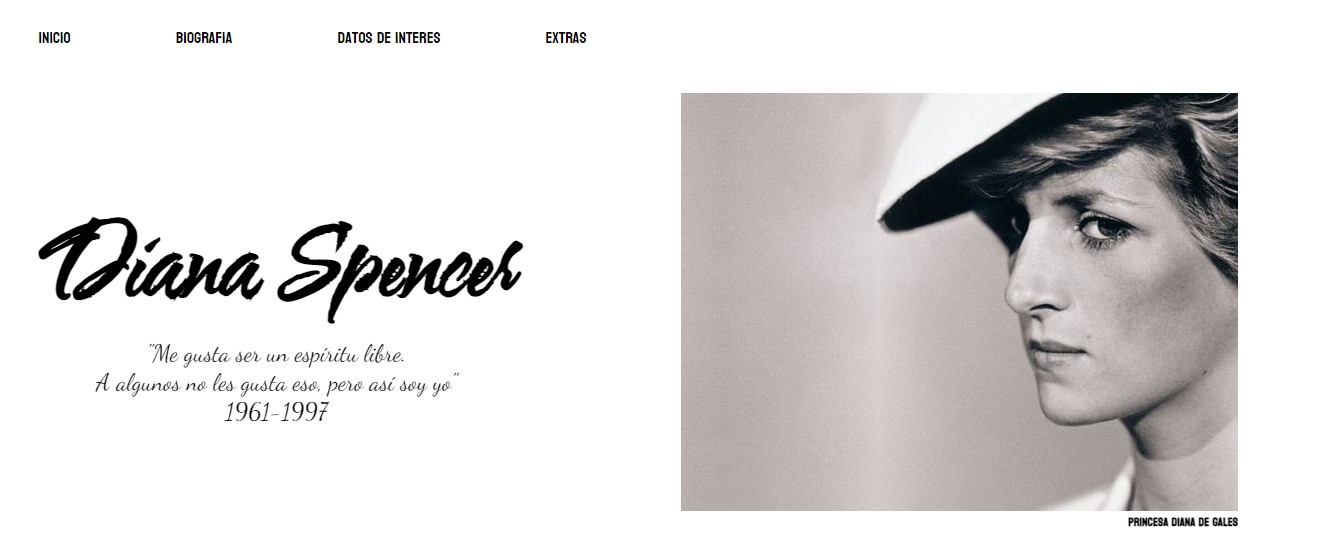 INICIO BIOGRAFIA DATOS DE INTERES EXTRAS
Diana Spencer
"Me gusta ser un espíritu libre.
A algunos no les gusta eso, pero así soy yo"
1961-1997
PRINCESA DIANA DE GALES